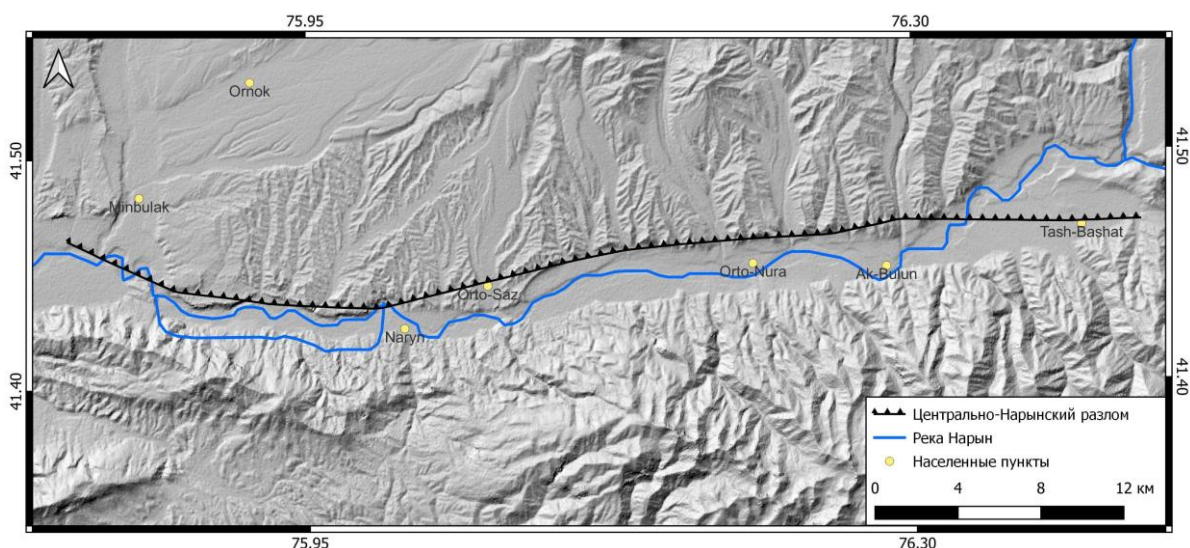 75.95
76.30
Ornok
41.50
41.50
Minbulak
Tash-Bashat
Orto-Nura
Ak-Bulun
Orto-Saz
Naryn
41.40
41.40
Центрально-Нарынский разлом
Река Нарын
Населенные пункты
0 4 8 12 км
75.95
76.30